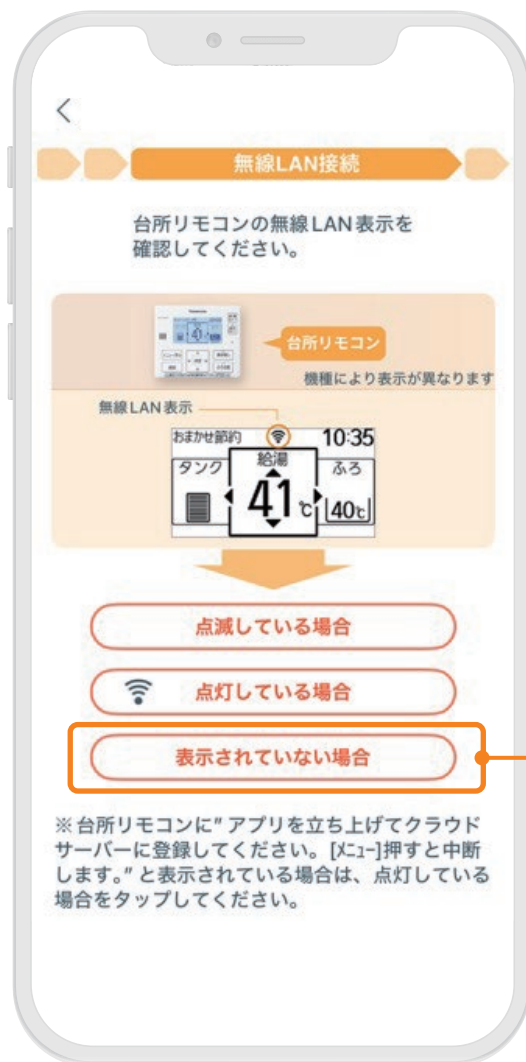 無線LAN接続
台所リモコンの無線LAN表示を
確認してください。
Panasonic
台所リモコン
機種により表示が異なります
無線LAN表示
おまかせ節約
10:35
タンク
給湯
ふろ
41℃
40℃
点滅している場合
点灯している場合
表示されていない場合
※台所リモコンに"アプリを立ち上げてクラウド
サーバーに登録してください。[メニュー]押すと中断
します。"と表示されている場合は、点灯している
場合をタップしてください。